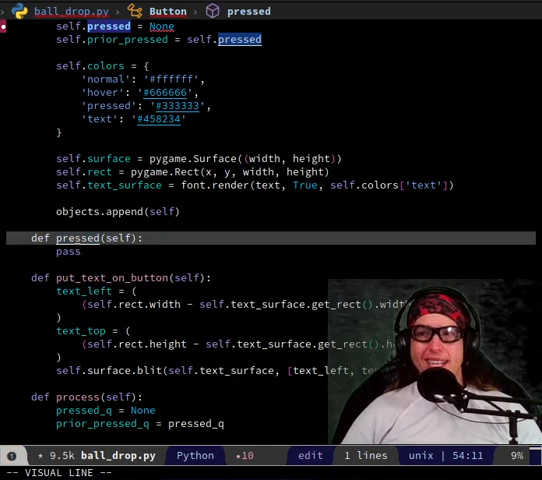 ball_drop.py > Button > pressed
self.pressed = None
self.prior_pressed = self.pressed
self.colors = {
'normal': '#ffffff',
'hover': '#666666',
'pressed': '#333333',
'text': '#458234'
}
self.surface = pygame.Surface((width, height))
self.rect = pygame.Rect(x, y, width, height)
self.text_surface = font.render(text, True, self.colors['text'])
objects.append(self)
def pressed(self):
pass
def put_text_on_button(self):
text_left = (
(self.rect.width - self.text_surface.get_rect().width
)
text_top = (
(self.rect.height - self.text_surface.get_rect().he
)
self.surface.blit(self.text_surface, [text_left, te
def process(self):
pressed_q = None
prior_pressed_q = pressed_q
1 * 9.5k ball_drop.py Python •10 edit 1 lines unix | 54:11 9%
-- VISUAL LINE --